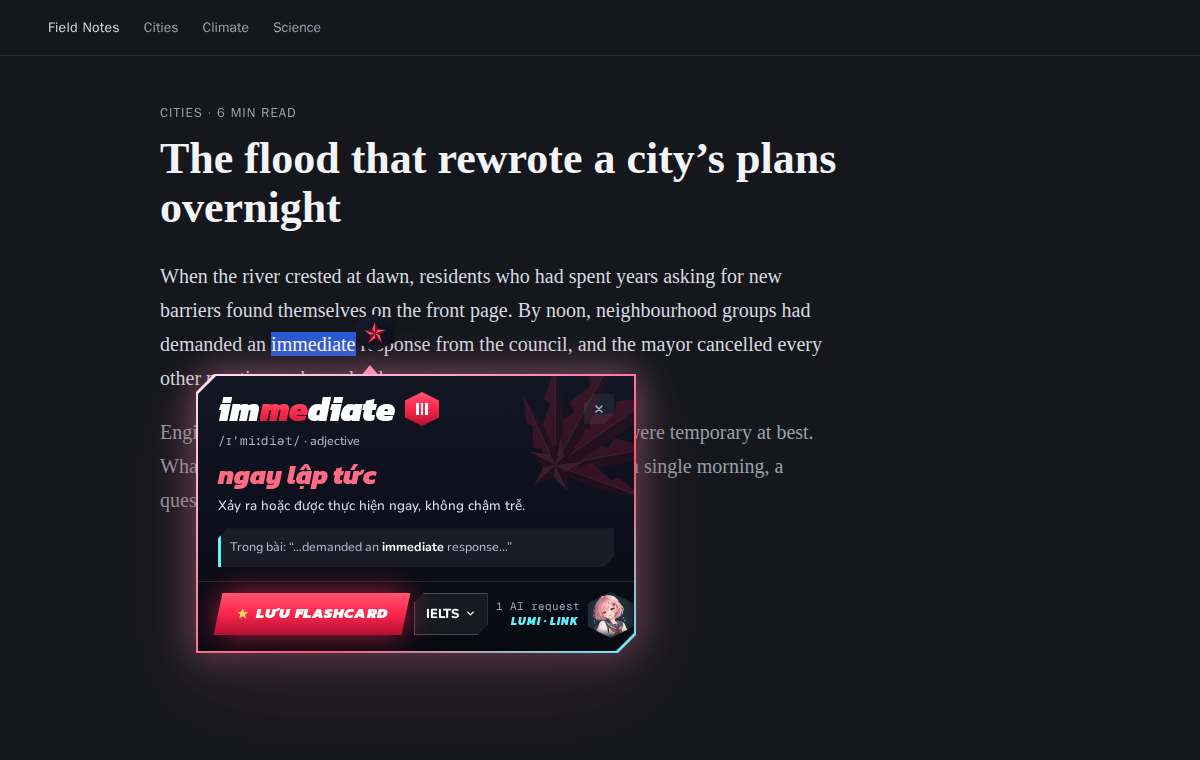 Field Notes Cities Climate Science
CITIES · 6 MIN READ
The flood that rewrote a city’s plans
overnight
When the river crested at dawn, residents who had spent years asking for new
barriers found themselves on the front page. By noon, neighbourhood groups had
demanded an immediate response from the council, and the mayor cancelled every
other
immediate III
/ɪˈmiːdiət/ · adjective
ngay lập tức
Xảy ra hoặc được thực hiện ngay, không chậm trễ.
Trong bài: “…demanded an immediate response…”
LƯU FLASHCARD
IELTS
1 AI request
LUMI · LINK
were temporary at best.
single morning, a